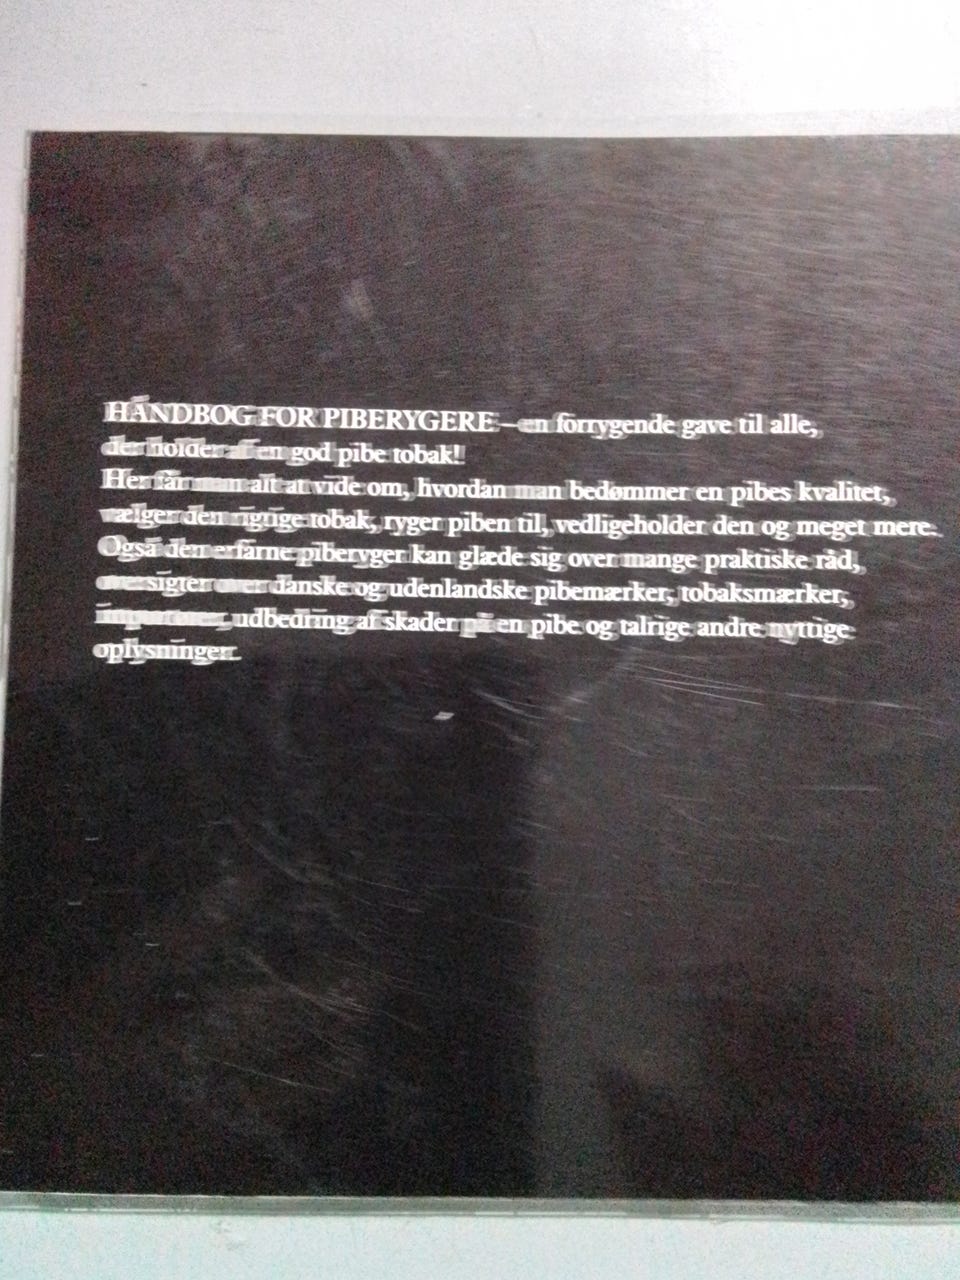 HÅNDBOG FOR PIBERYGERE – en forrygende gave til alle,
der holder af en god pibe tobak!
Her får man alt at vide om, hvordan man bedømmer en pibes kvalitet,
vælger den rigtige tobak, ryger piben til, vedligeholder den og meget mere.
Også den erfarne piberyger kan glæde sig over mange praktiske råd,
oversigter over danske og udenlandske pibemærker, tobaksmærker,
importører, udbedring af skader på en pibe og talrige andre nyttige
oplysninger.